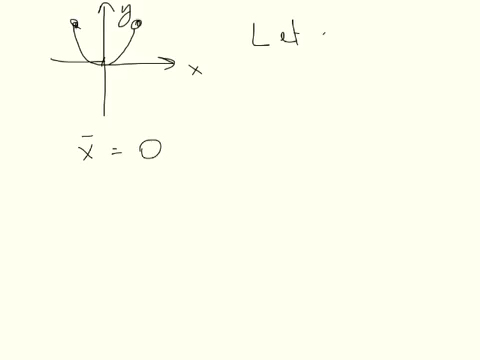 y
Let
x
x̄ = 0